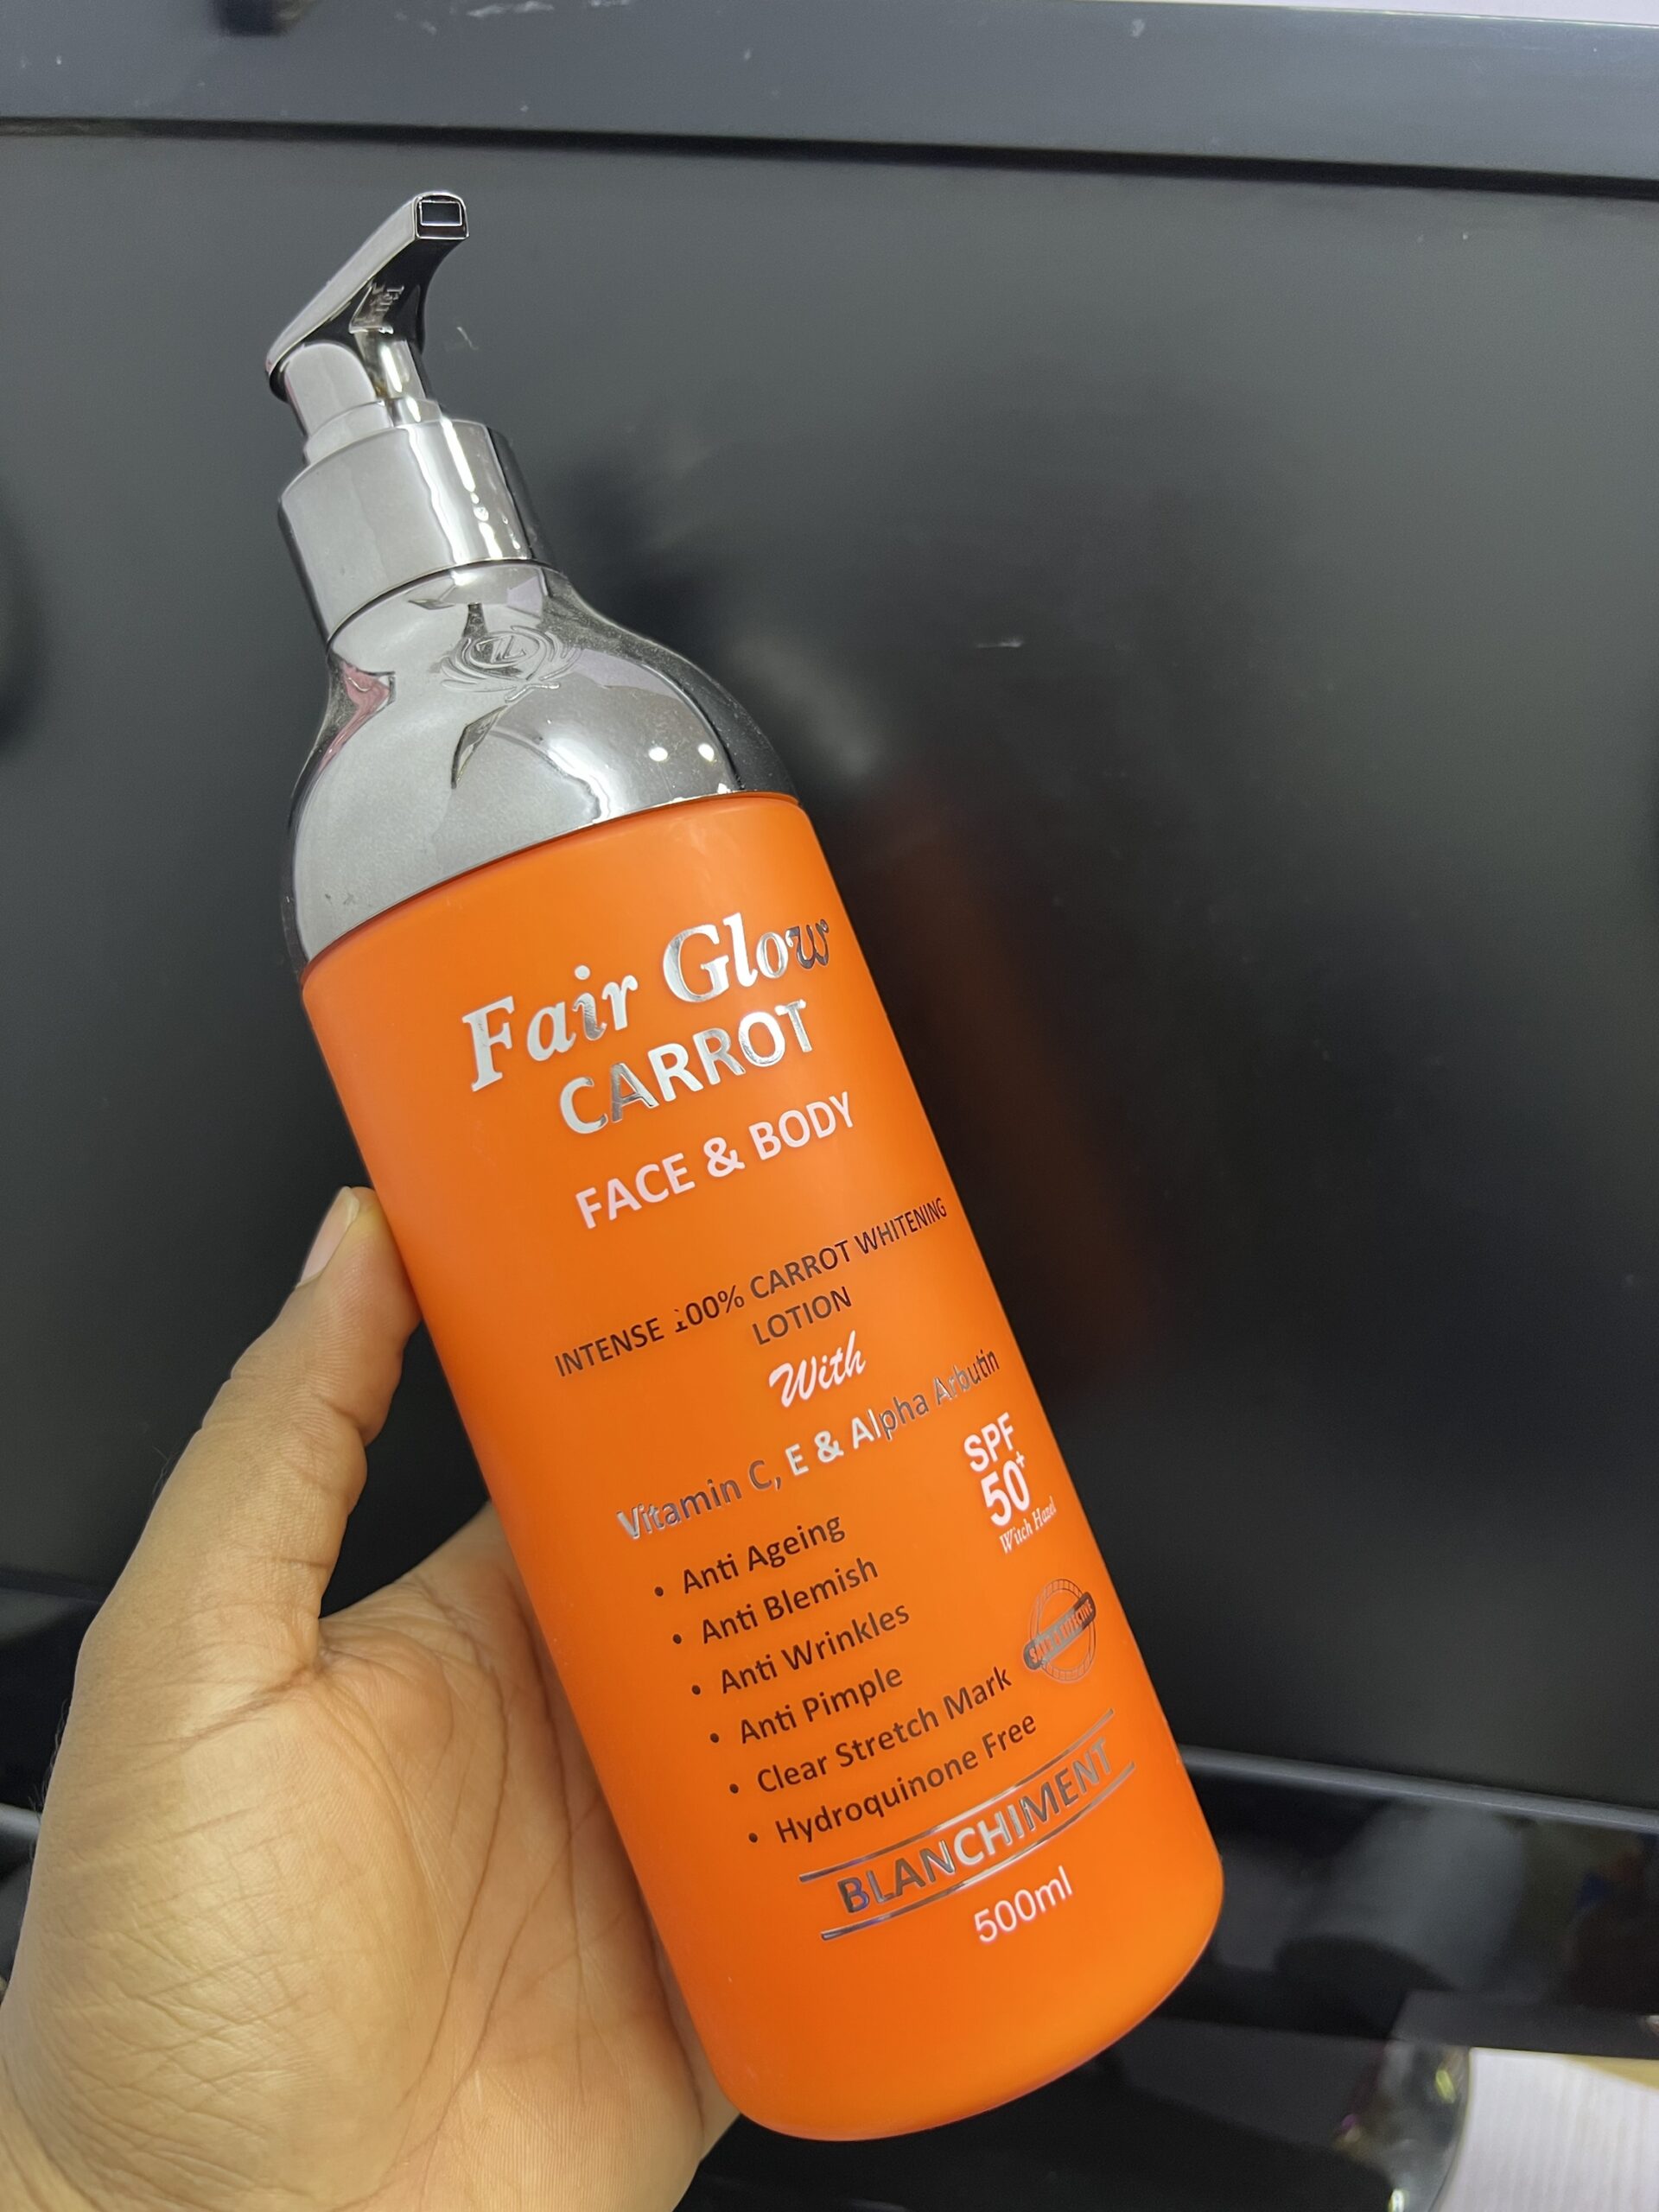 Fair Glow
CARROT
FACE & BODY
INTENSE 100% CARROT WHITENING
LOTION
With
Vitamin C, E & Alpha Arbutin
SPF
50+
Witch Hazel
• Anti Ageing
• Anti Blemish
• Anti Wrinkles
• Anti Pimple
• Clear Stretch Mark
• Hydroquinone Free
BLANCHIMENT
500ml